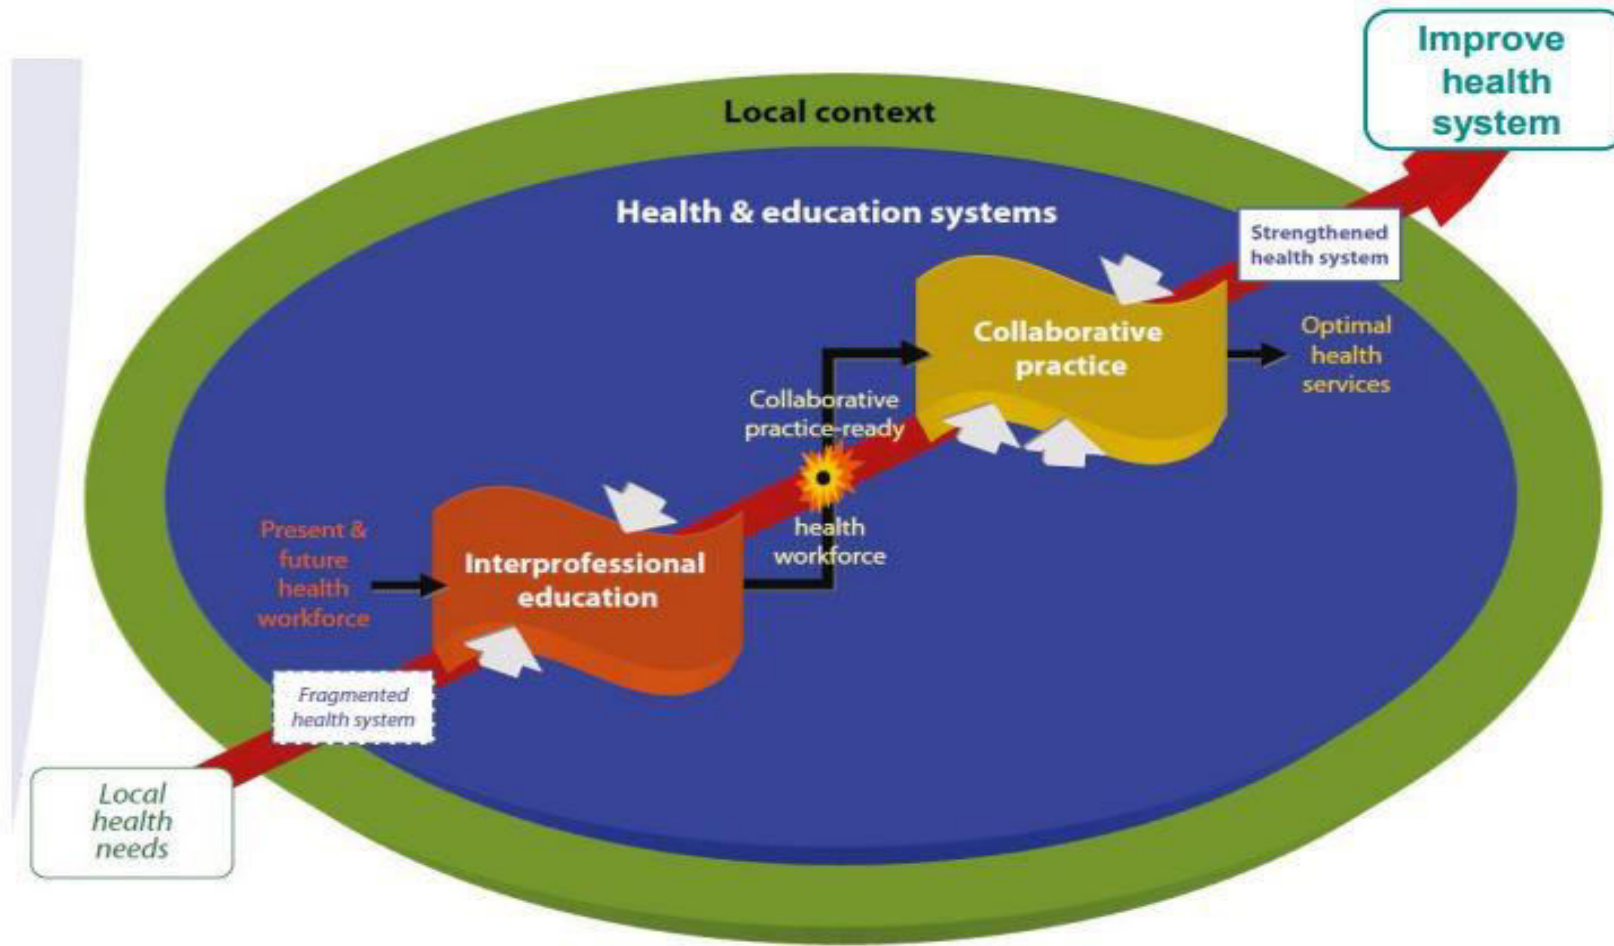 Improve
health
system
Local context
Health & education systems
Strengthened
health system
Collaborative
practice
Optimal
health
services
Collaborative
practice-ready
health
workforce
Present &
future
health
workforce
Interprofessional
education
Fragmented
health system
Local
health
needs